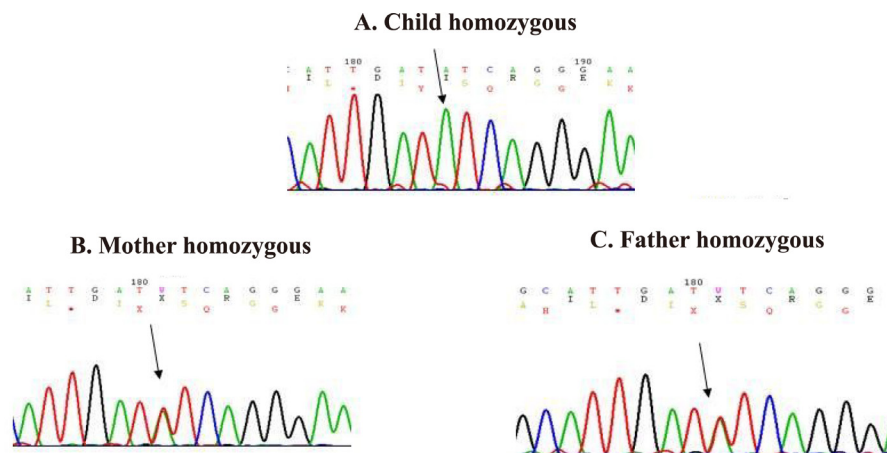 A. Child homozygous
180 190
A T T G A T A T C A G G G A A
I D I R E
L I S G K
* Y Q G K
B. Mother homozygous
180
A T T G A T W T C A G G G A A
I D X R E
L I S G K
* X Q G K
C. Father homozygous
180
G C A T T G A T W T C A G G G
I D X R E
A L I S G
H * X Q G